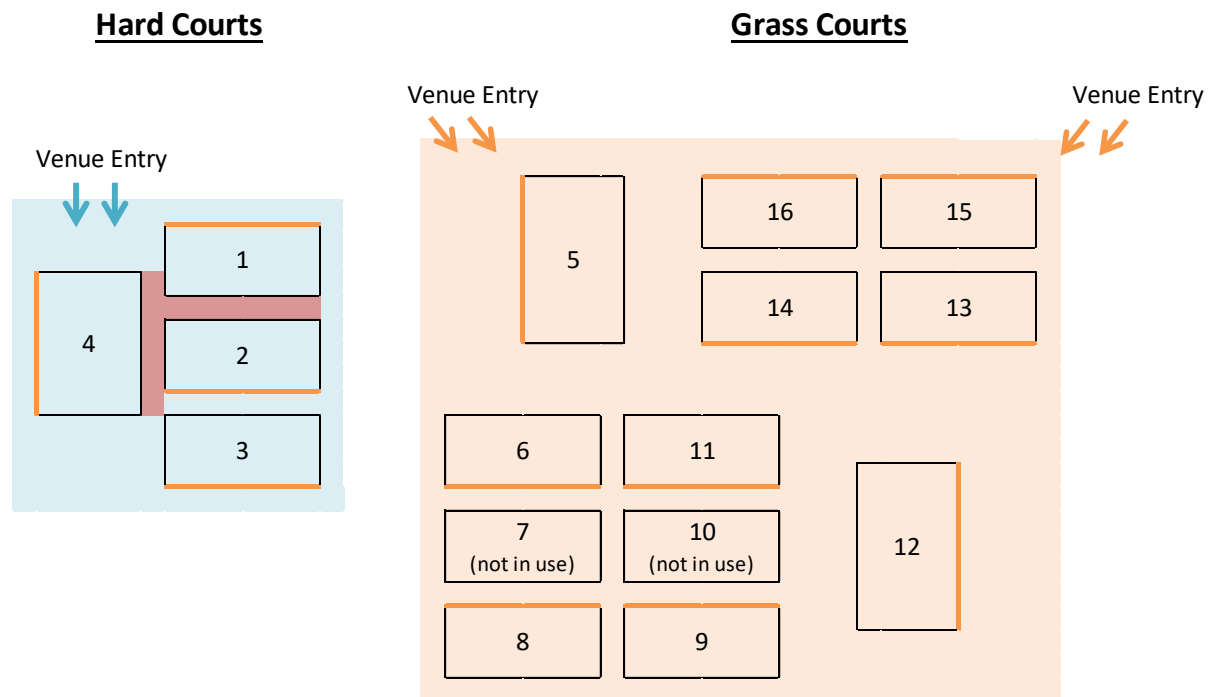 Hard Courts
Grass Courts
Venue Entry
Venue Entry
Venue Entry
1
2
3
4
5
16
15
14
13
6
11
7
(not in use)
10
(not in use)
12
8
9